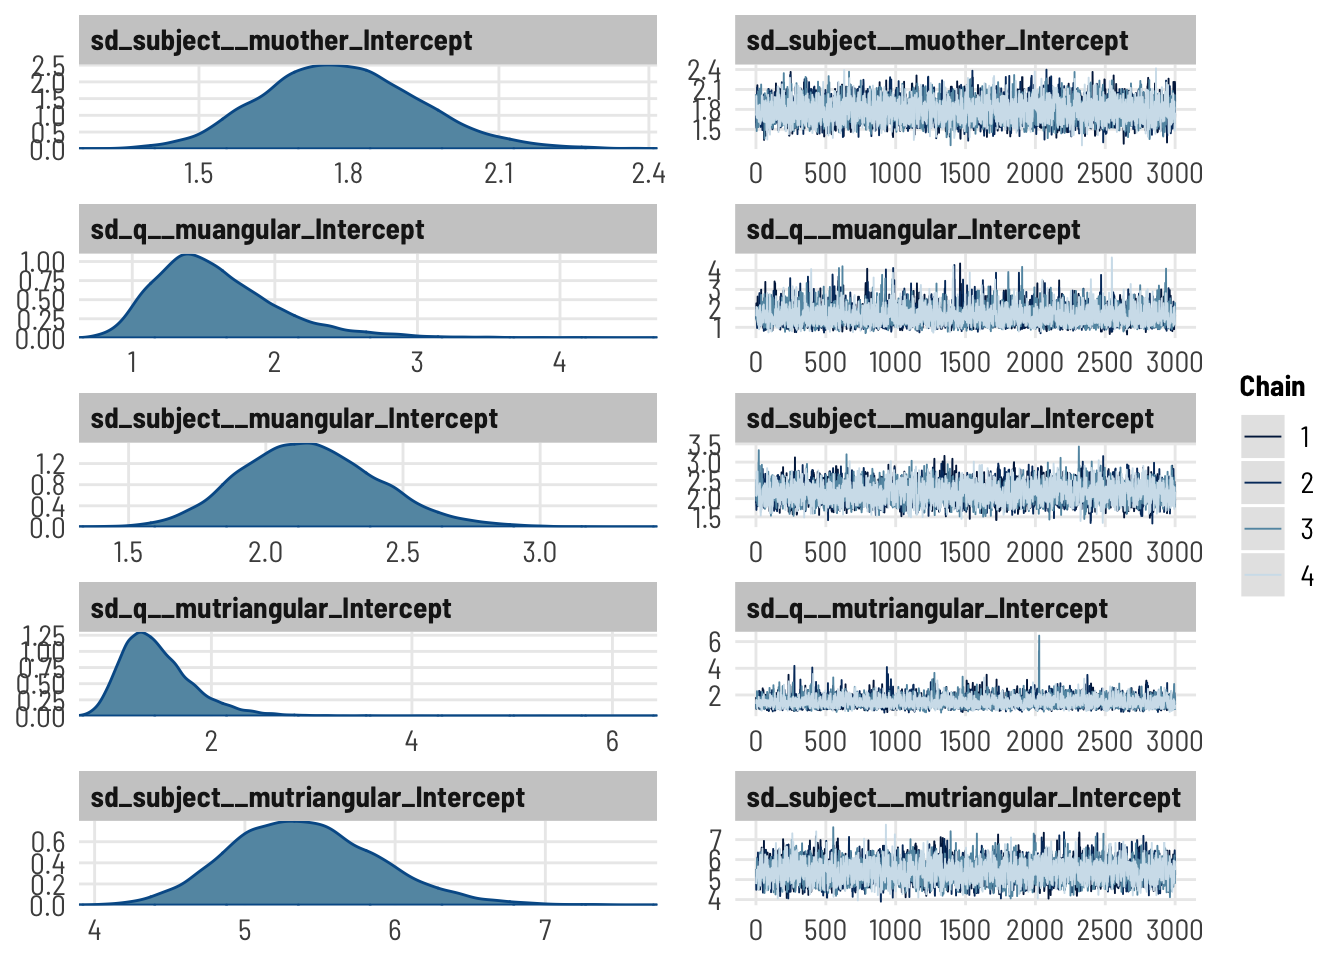 sd_subject__muother_Intercept
2.5
2.0
1.5
1.0
0.5
0.0
1.5 1.8 2.1 2.4
sd_subject__muother_Intercept
2.4
2.1
1.8
1.5
0 500 1000 1500 2000 2500 3000
sd_q__muangular_Intercept
1.00
0.75
0.50
0.25
0.00
1 2 3 4
sd_q__muangular_Intercept
4
3
2
1
0 500 1000 1500 2000 2500 3000
sd_subject__muangular_Intercept
1.2
0.8
0.4
0.0
1.5 2.0 2.5 3.0
sd_subject__muangular_Intercept
3.5
3.0
2.5
2.0
1.5
0 500 1000 1500 2000 2500 3000
sd_q__mutriangular_Intercept
1.25
1.00
0.75
0.50
0.25
0.00
2 4 6
sd_q__mutriangular_Intercept
6
4
2
0 500 1000 1500 2000 2500 3000
sd_subject__mutriangular_Intercept
0.6
0.4
0.2
0.0
4 5 6 7
sd_subject__mutriangular_Intercept
7
6
5
4
0 500 1000 1500 2000 2500 3000
Chain
1
2
3
4